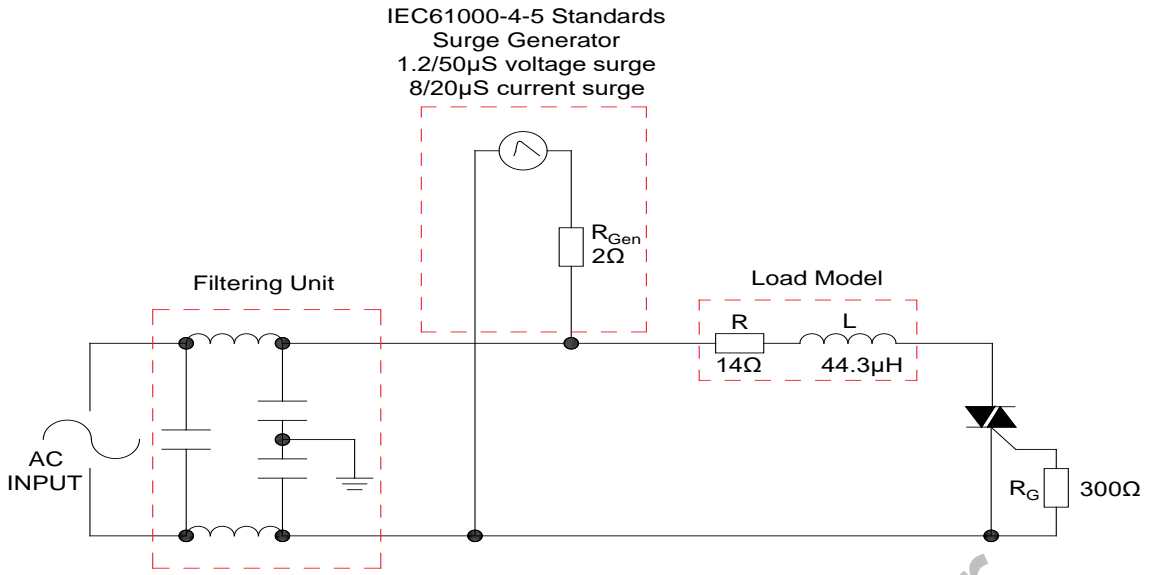 IEC61000-4-5 Standards
Surge Generator
1.2/50µS voltage surge
8/20µS current surge
RGen
2Ω
Filtering Unit
Load Model
R
L
14Ω
44.3µH
AC
INPUT
RG
300Ω